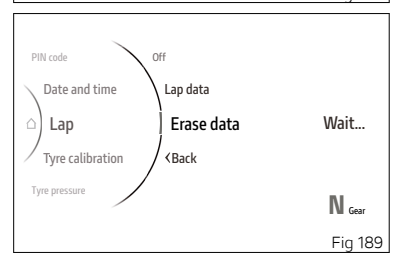 PIN code
Off
Date and time
Lap data
Lap
Erase data
Wait...
Tyre calibration
‹Back
Tyre pressure
N Gear
Fig 189